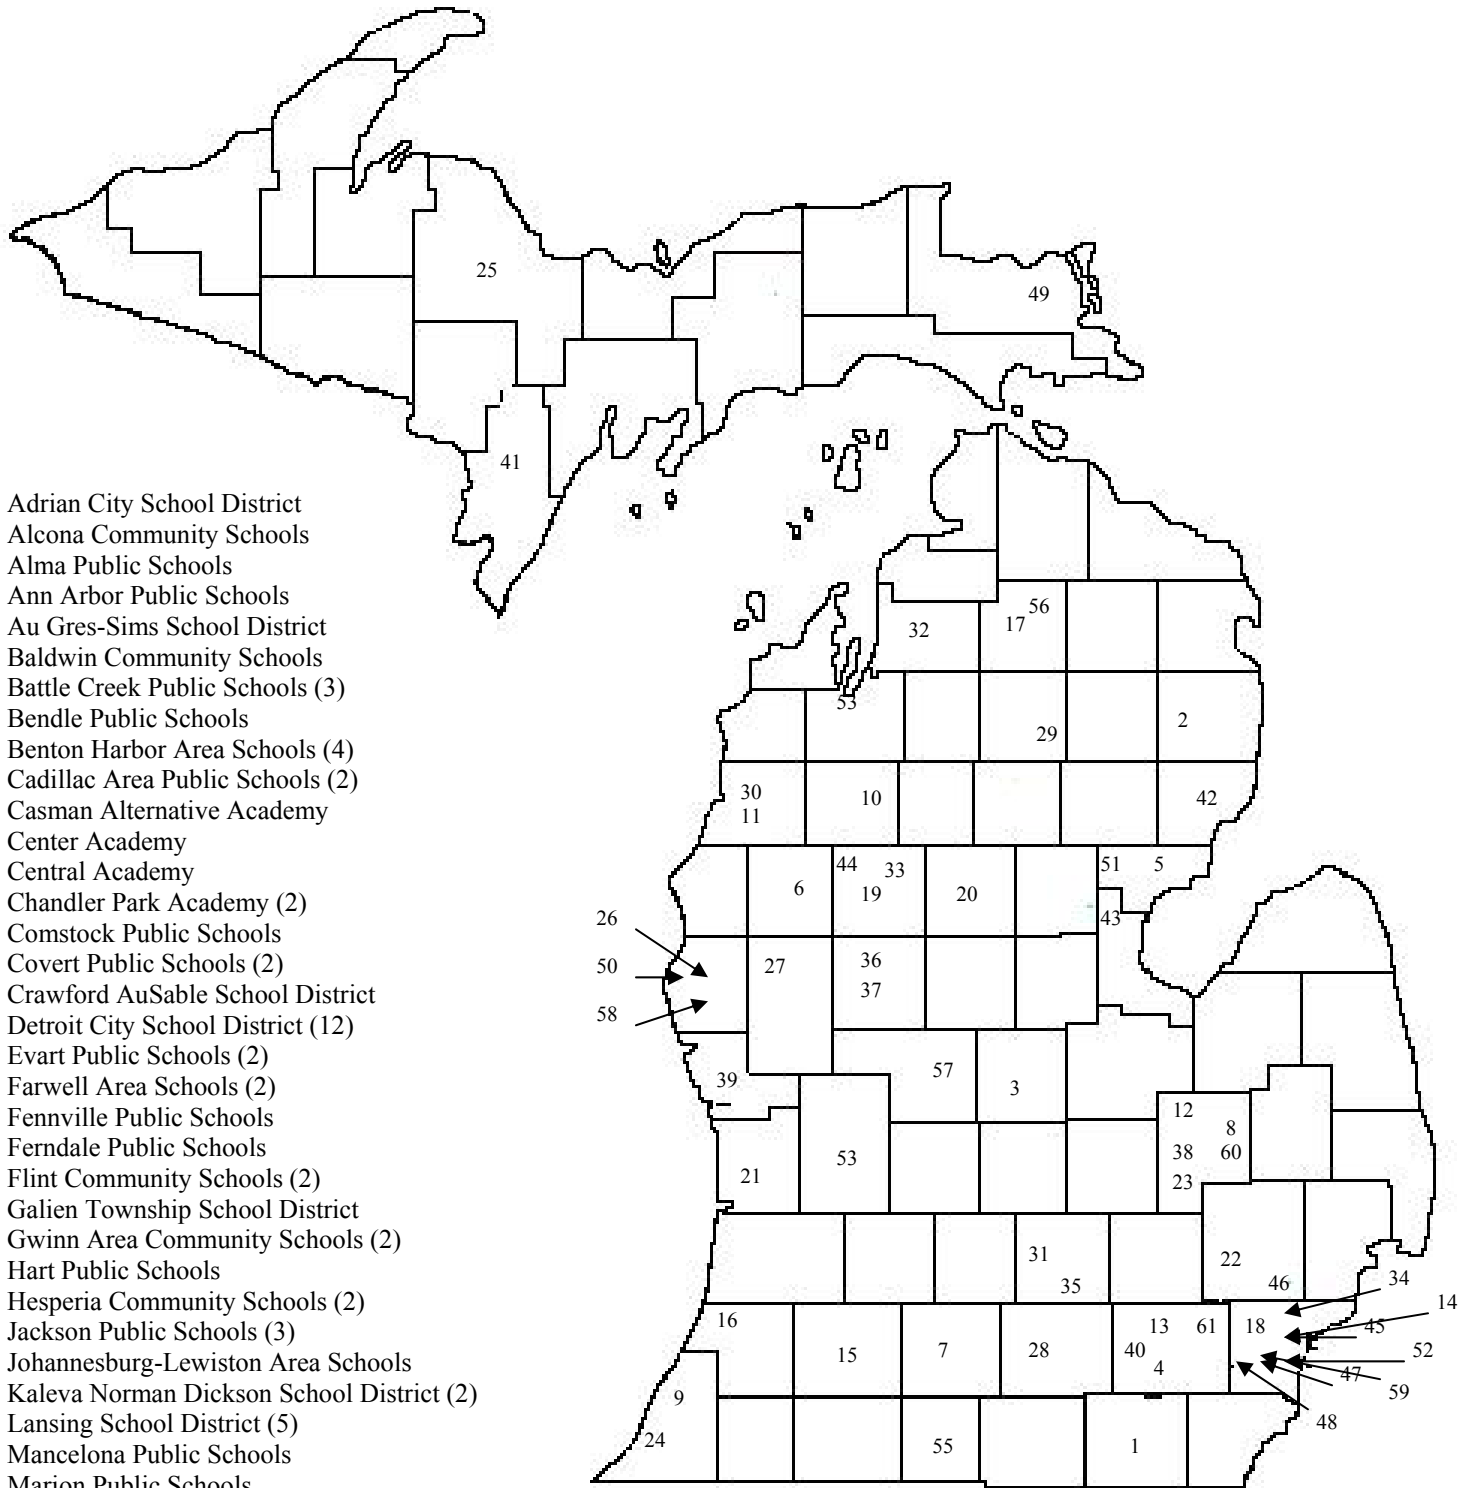 25
49
41
Adrian City School District
Alcona Community Schools
Alma Public Schools
Ann Arbor Public Schools
Au Gres-Sims School District
Baldwin Community Schools
Battle Creek Public Schools (3)
Bendle Public Schools
Benton Harbor Area Schools (4)
Cadillac Area Public Schools (2)
Casman Alternative Academy
Center Academy
Central Academy
Chandler Park Academy (2)
Comstock Public Schools
Covert Public Schools (2)
Crawford AuSable School District
Detroit City School District (12)
Evart Public Schools (2)
Farwell Area Schools (2)
Fennville Public Schools
Ferndale Public Schools
Flint Community Schools (2)
Galien Township School District
Gwinn Area Community Schools (2)
Hart Public Schools
Hesperia Community Schools (2)
Jackson Public Schools (3)
Johannesburg-Lewiston Area Schools
Kaleva Norman Dickson School District (2)
Lansing School District (5)
Mancelona Public Schools
Marion Public Schools
56
32 17
53
29 2
30 10 42
11
44 33 51 5
6 19 20
26 43
50 27 36
37
58
39 57 3
12
8
53 38 60
21 23
31 22
35 46 34
14
16 13 61 18 45
15 7 28 40 52
4 47
9 59
48
24 55 1